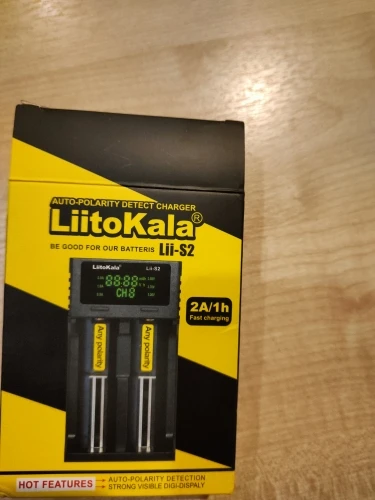 AUTO-POLARITY DETECT CHARGER
LiitoKala®
BE GOOD FOR OUR BATTERIS Lii-S2
LiitoKala Lii-S2
CH8
2A/1h
Fast charging
Any polarity
Any polarity
HOT FEATURES
AUTO-POLARITY DETECTION
STRONG VISIBLE DIGI-DISPALY